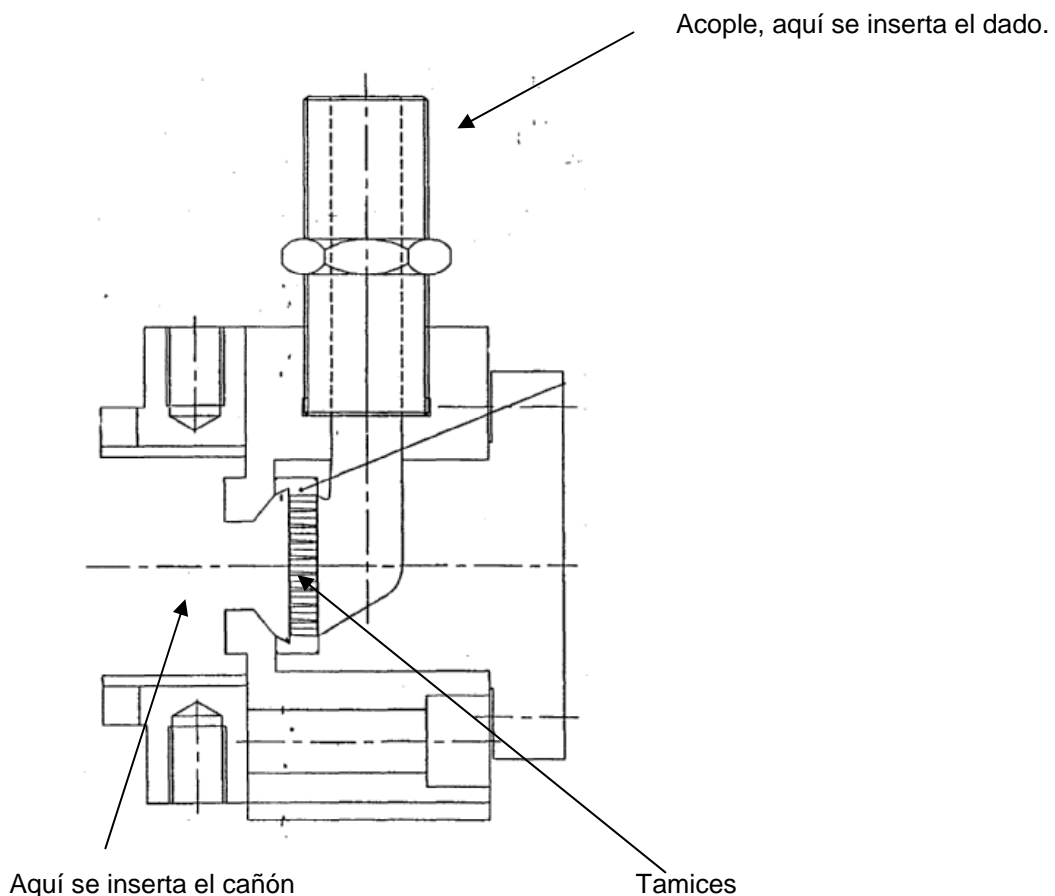 Acople, aquí se inserta el dado.
Aquí se inserta el cañón
Tamices